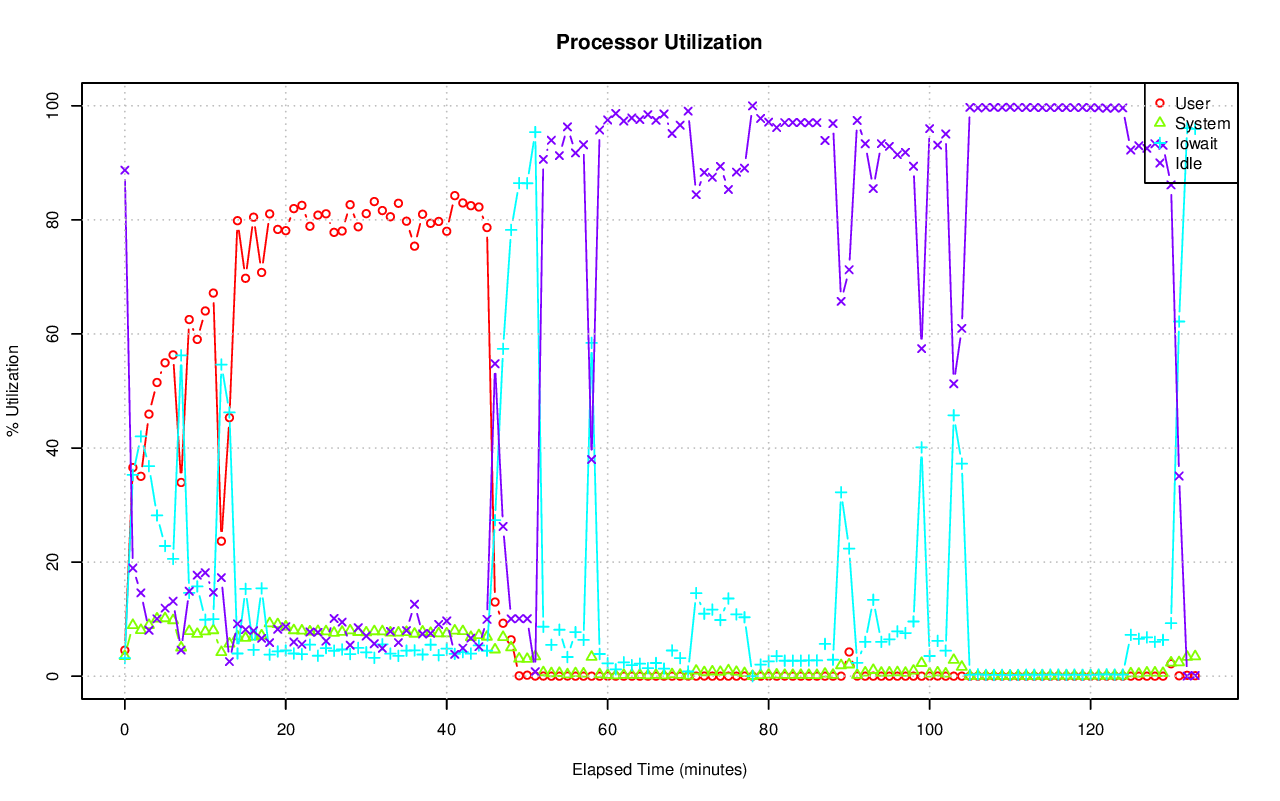 Processor Utilization
100
80
60
40
20
0
% Utilization
User
System
Iowait
Idle
0
20
40
60
80
100
120
Elapsed Time (minutes)